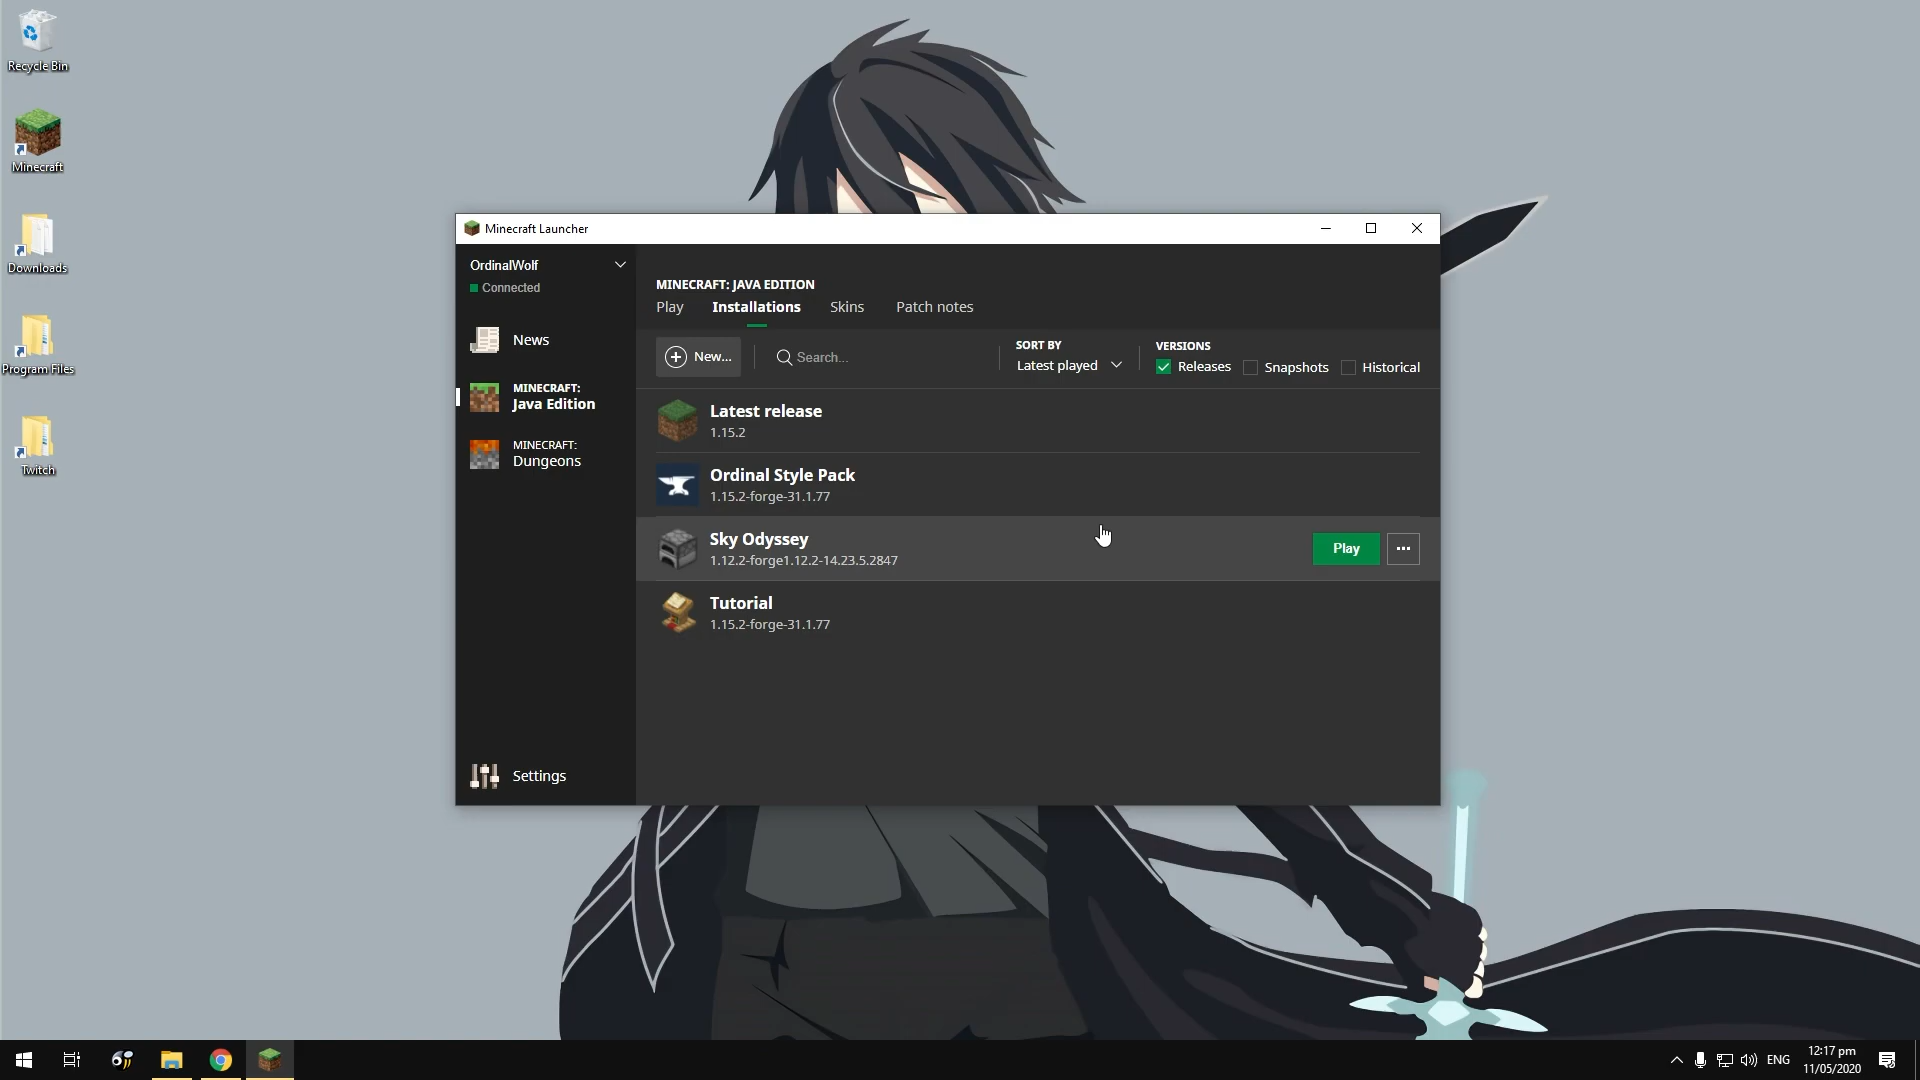 Recycle Bin
Minecraft
Downloads
Program Files
Twitch
Minecraft Launcher
OrdinalWolf
Connected
News
MINECRAFT:
Java Edition
MINECRAFT:
Dungeons
Settings
MINECRAFT: JAVA EDITION
Play Installations Skins Patch notes
New...
Search...
SORT BY
Latest played
VERSIONS
Releases Snapshots Historical
Latest release
1.15.2
Ordinal Style Pack
1.15.2-forge-31.1.77
Sky Odyssey
1.12.2-forge1.12.2-14.23.5.2847
Play
Tutorial
1.15.2-forge-31.1.77
ENG
12:17 pm
11/05/2020